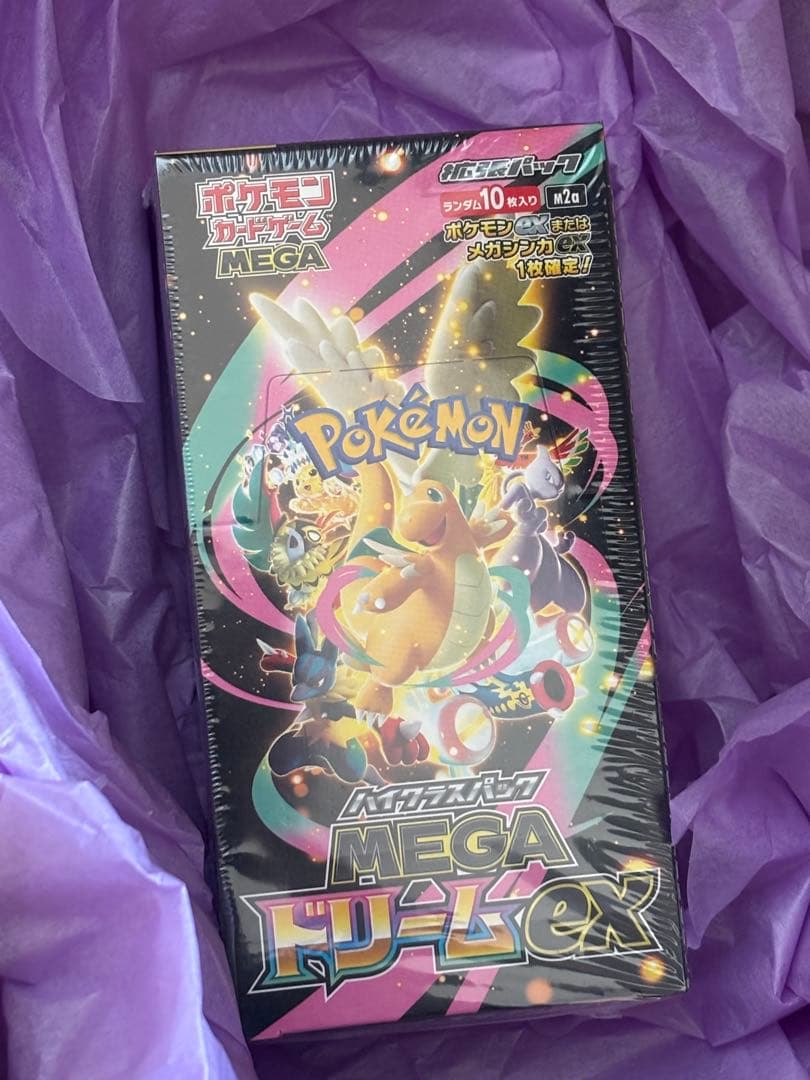 ポケモン
カードゲーム
MEGA
拡張パック
ランダム10枚入り M2a
ポケモンexまたは
メガシンカex
1枚確定!
POKÉMON
ハイクラスパック
MEGA
ドリームex